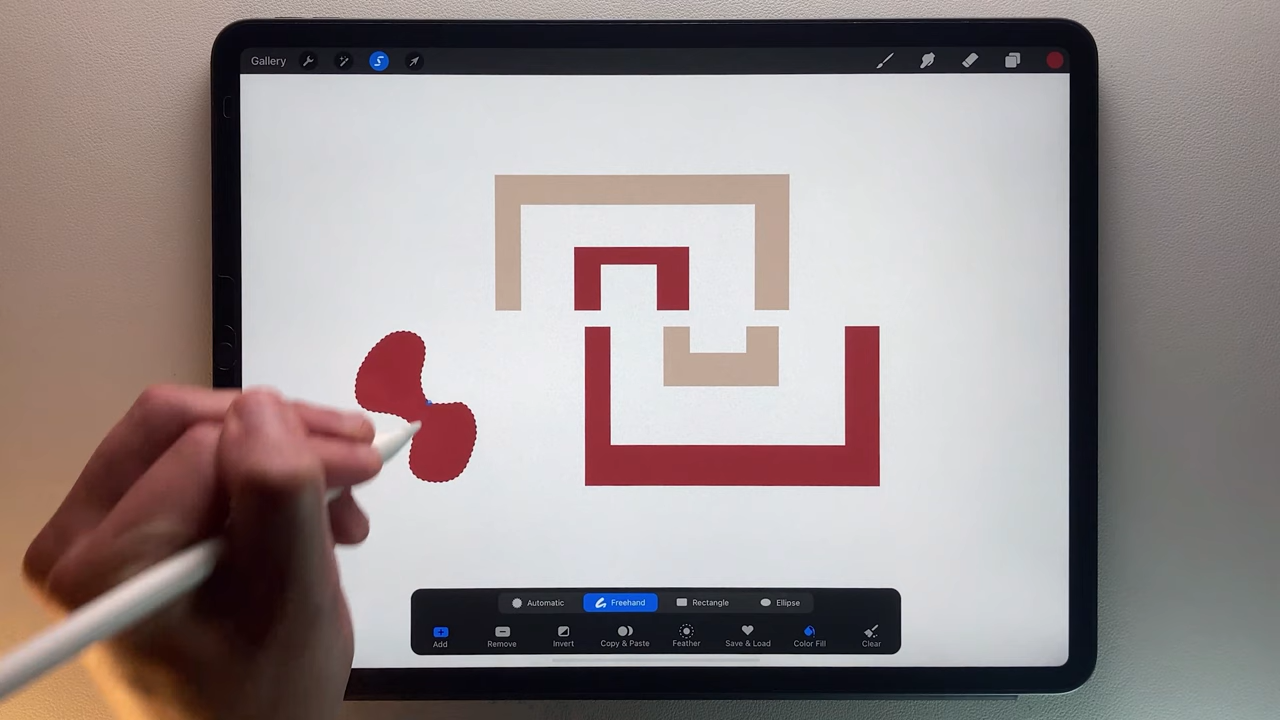 Gallery
Automatic Freehand Rectangle Ellipse
Add Remove Invert Copy & Paste Feather Save & Load Color Fill Clear